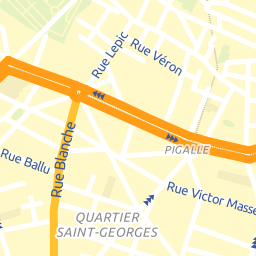 Rue Lepic
Rue Véron
PIGALLE
Rue Ballu
Rue Blanche
Rue Victor Masse
QUARTIER
SAINT-GEORGES